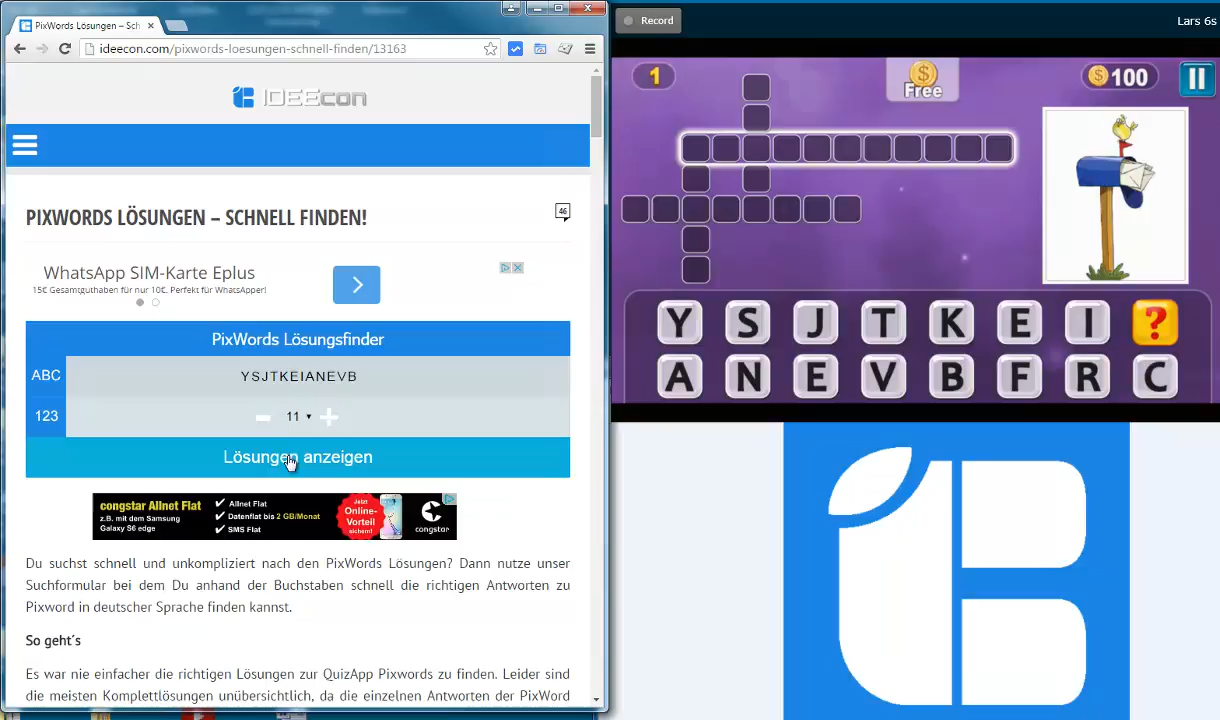 PixWords Lösungen – Sch
ideecon.com/pixwords-loesungen-schnell-finden/13163
IDEEcon
PIXWORDS LÖSUNGEN – SCHNELL FINDEN!
46
WhatsApp SIM-Karte Eplus
15€ Gesamtguthaben für nur 10€. Perfekt für WhatsApper!
PixWords Lösungsfinder
ABC
YSJTKEIANEVB
123
11
Lösungen anzeigen
congstar Allnet Flat
z.B. mit dem Samsung
Galaxy S6 edge
Allnet Flat
Datenflat bis 2 GB/Monat
SMS Flat
Jetzt
Online-
Vorteil
sichern!
congstar
Du suchst schnell und unkompliziert nach den PixWords Lösungen? Dann nutze unser
Suchformular bei dem Du anhand der Buchstaben schnell die richtigen Antworten zu
Pixword in deutscher Sprache finden kannst.
So geht´s
Es war nie einfacher die richtigen Lösungen zur QuizApp Pixwords zu finden. Leider sind
die meisten Komplettlösungen unübersichtlich, da die einzelnen Antworten der PixWord
Record
Lars 6s
1
Free
100
Y S J T K E I ?
A N E V B F R C